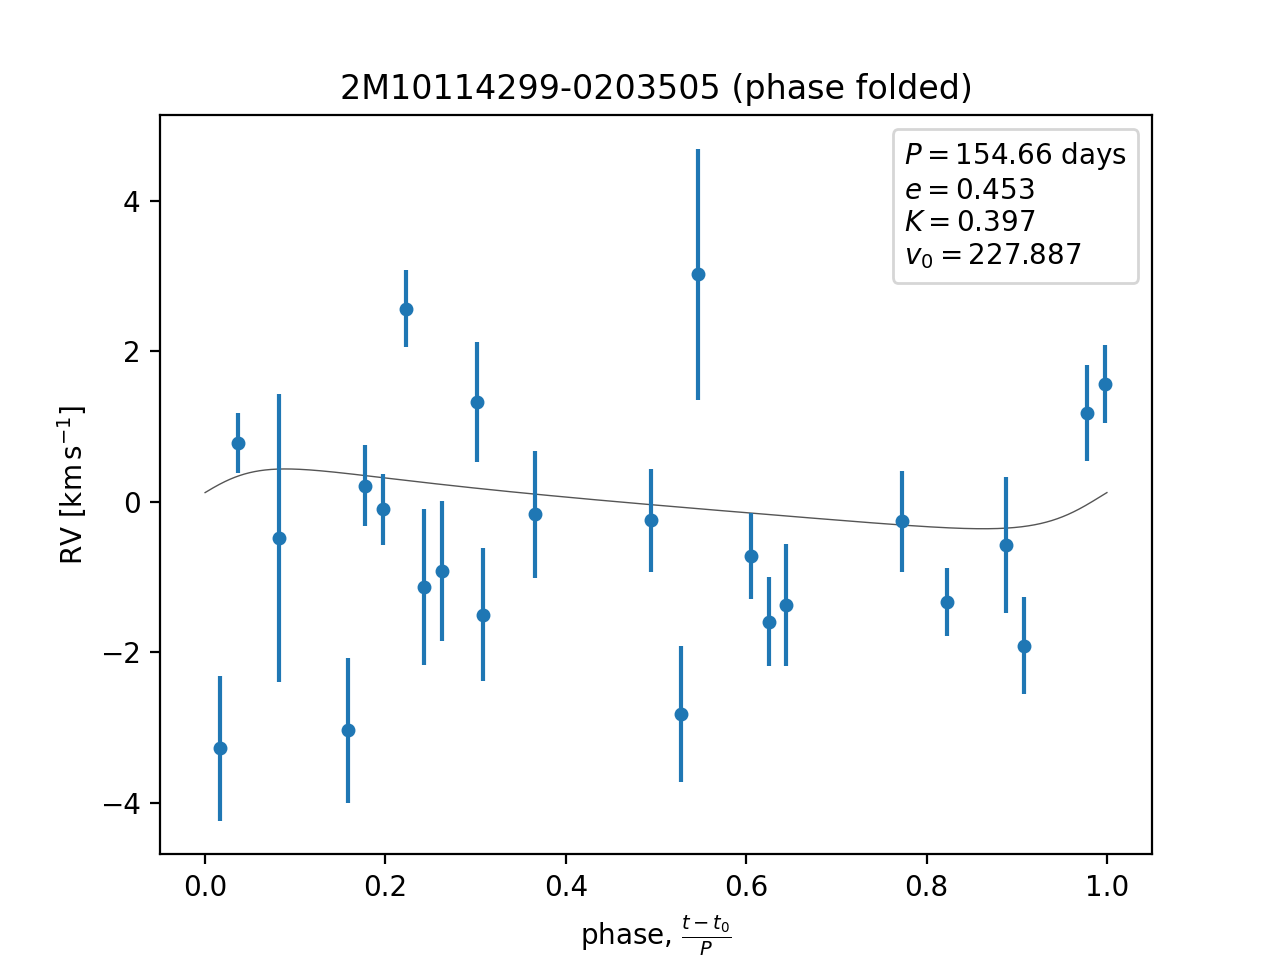 2M10114299-0203505 (phase folded)
P = 154.66 days
e = 0.453
K = 0.397
v₀ = 227.887
4
2
0
−2
−4
RV [km s⁻¹]
0.0 0.2 0.4 0.6 0.8 1.0
phase, (t − t₀)/P